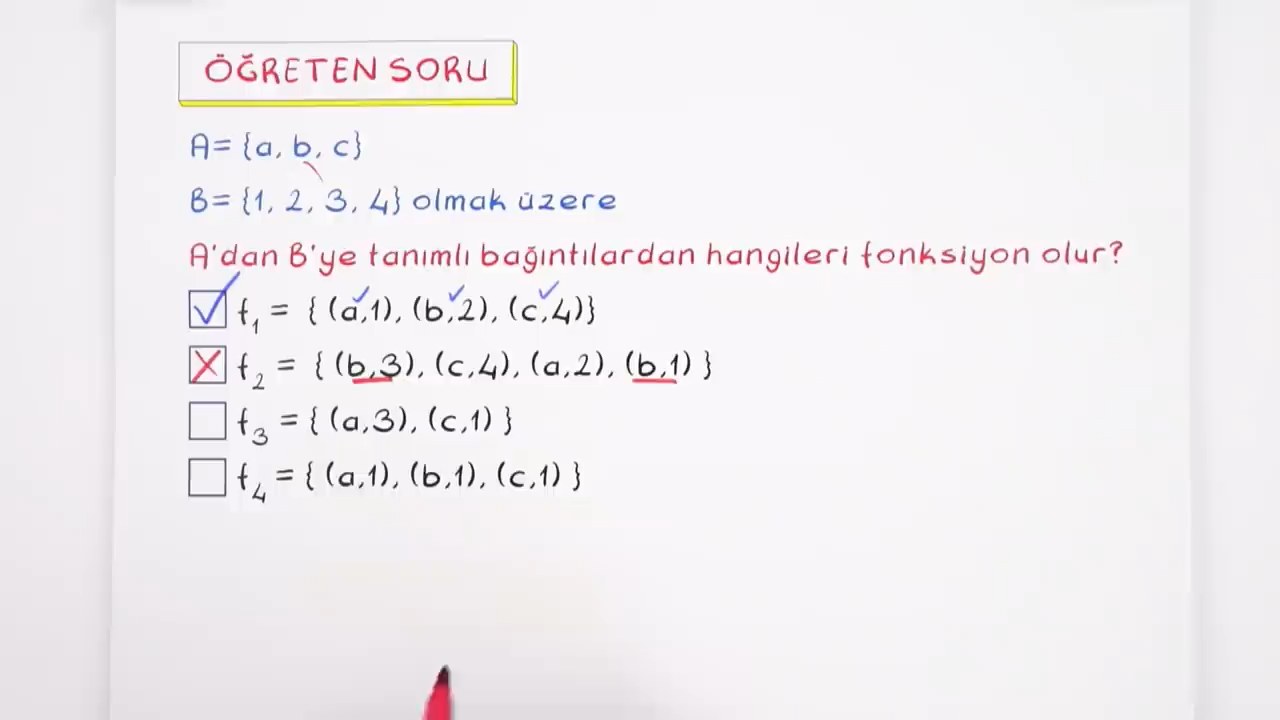 ÖĞRETEN SORU
A= {a, b, c}
B= {1, 2, 3, 4} olmak üzere
A'dan B'ye tanımlı bağıntılardan hangileri fonksiyon olur?
f₁ = { (a,1), (b,2), (c,4)}
f₂ = { (b,3), (c,4), (a,2), (b,1) }
f₃ = { (a,3), (c,1) }
f₄ = { (a,1), (b,1), (c,1) }